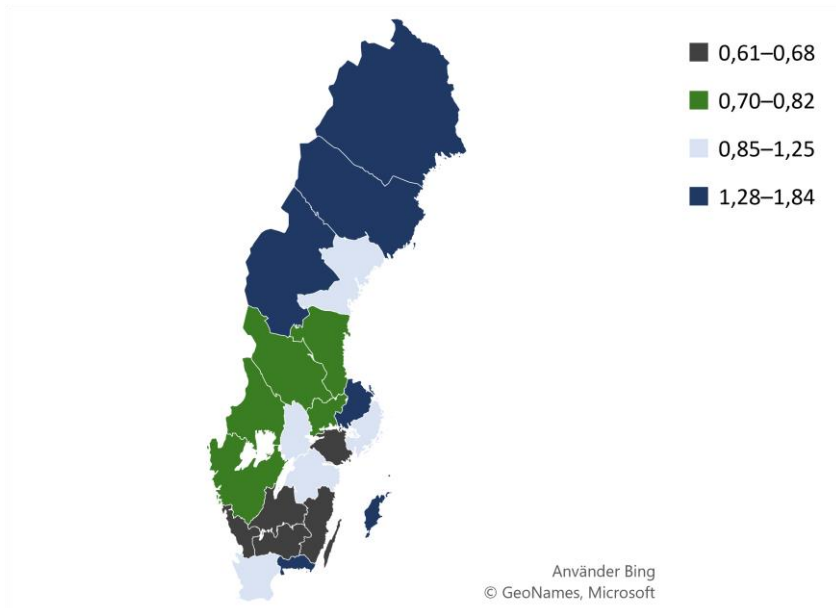 0,61–0,68
0,70–0,82
0,85–1,25
1,28–1,84
Använder Bing
© GeoNames, Microsoft